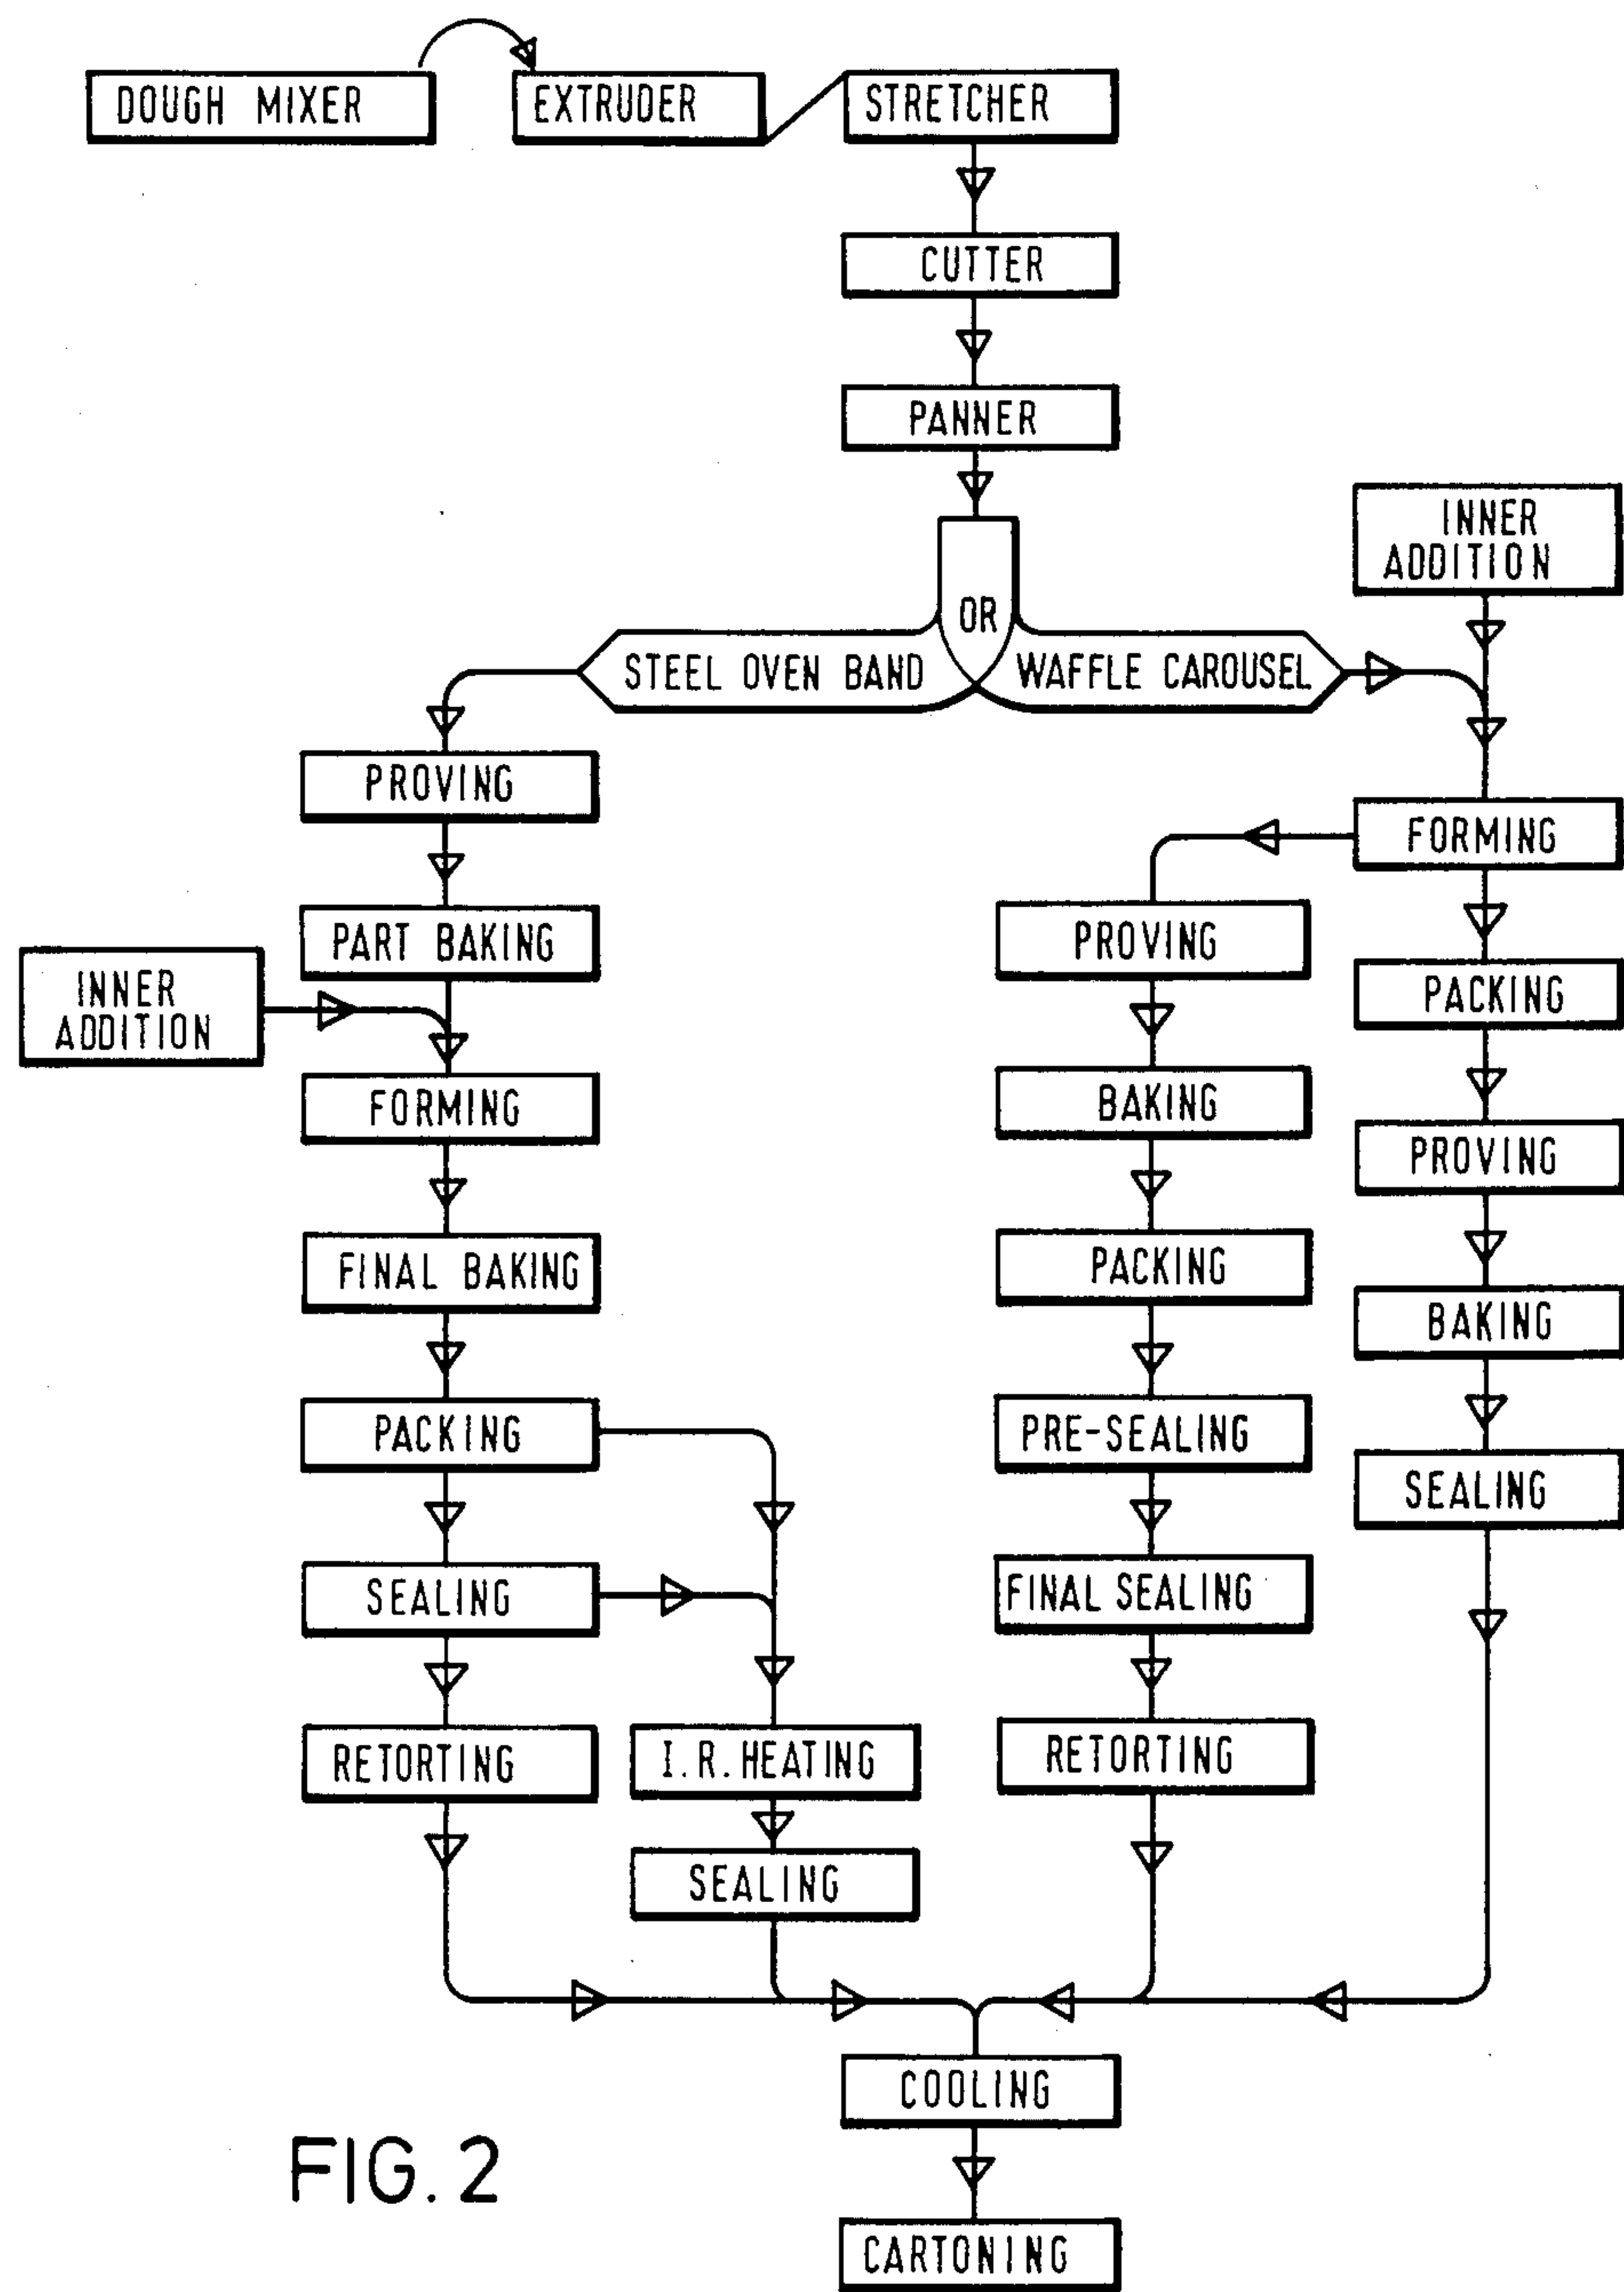 DOUGH MIXER
EXTRUDER
STRETCHER
CUTTER
PANNER
OR
STEEL OVEN BAND
WAFFLE CAROUSEL
INNER
ADDITION
PROVING
PART BAKING
INNER
ADDITION
FORMING
FINAL BAKING
PACKING
SEALING
RETORTING
I.R. HEATING
SEALING
FORMING
PROVING
BAKING
PACKING
PRE-SEALING
FINAL SEALING
RETORTING
PACKING
PROVING
BAKING
SEALING
COOLING
CARTONING
FIG. 2